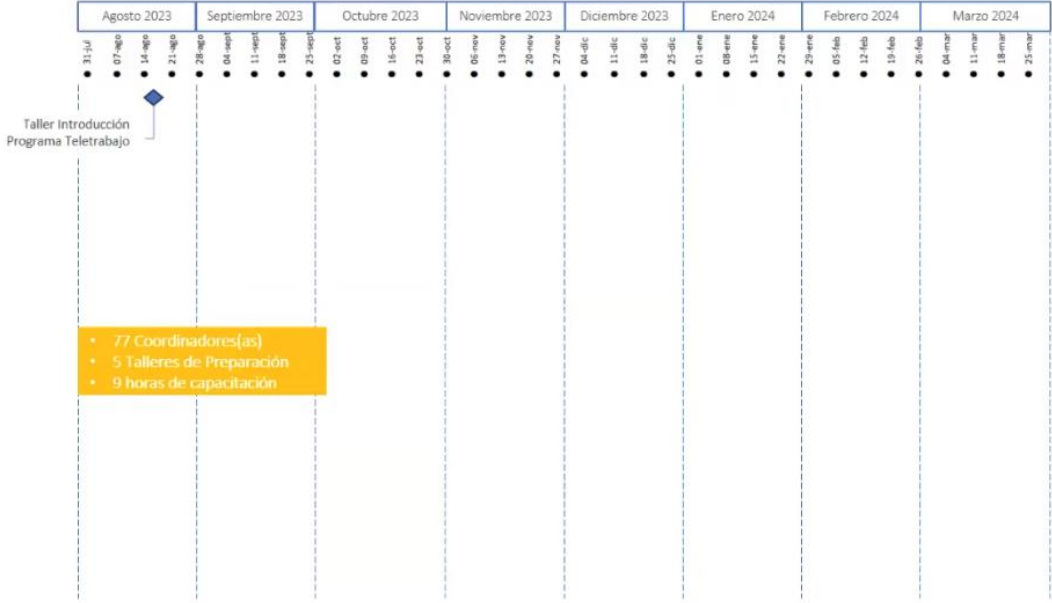 Agosto 2023 Septiembre 2023 Octubre 2023 Noviembre 2023 Diciembre 2023 Enero 2024 Febrero 2024 Marzo 2024
31-jul 07-ago 14-ago 21-ago 28-ago 04-sept 11-sept 18-sept 25-sept 02-oct 09-oct 16-oct 23-oct 30-oct 06-nov 13-nov 20-nov 27-nov 04-dic 11-dic 18-dic 25-dic 01-ene 08-ene 15-ene 22-ene 29-ene 05-feb 12-feb 19-feb 26-feb 04-mar 11-mar 18-mar 25-mar
Taller Introducción
Programa Teletrabajo
• 77 Coordinadores(as)
• 5 Talleres de Preparación
• 9 horas de capacitación